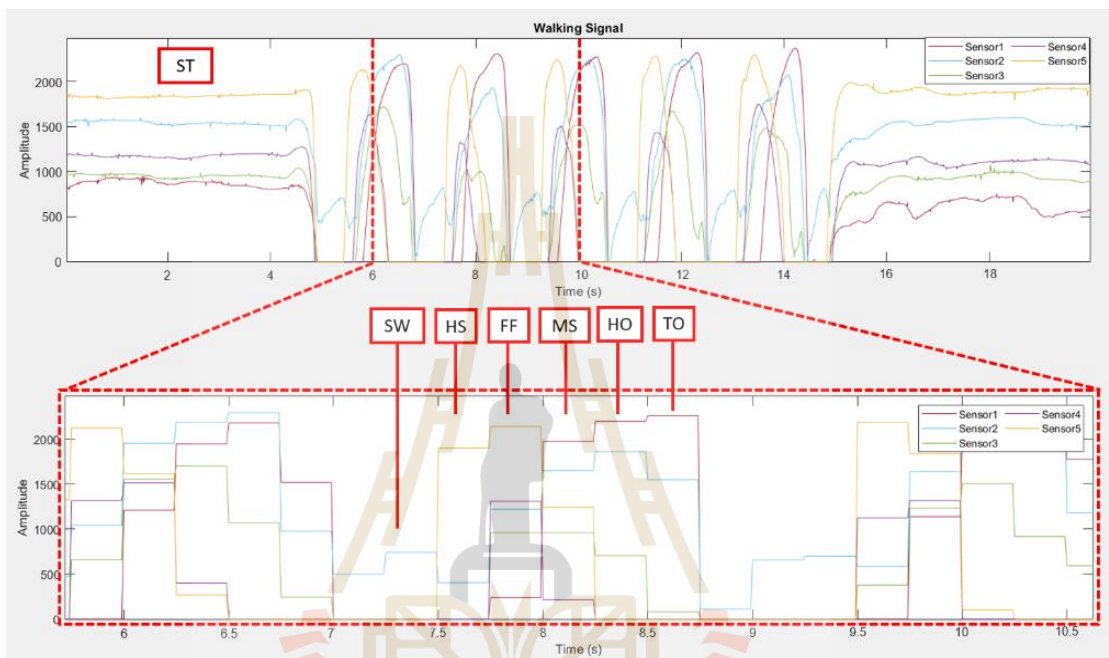 Walking Signal
ST
Sensor1 Sensor4
Sensor2 Sensor5
Sensor3
Amplitude
2000
1500
1000
500
0
2 4 6 8 10 12 14 16 18
Time (s)
SW HS FF MS HO TO
Sensor1 Sensor4
Sensor2 Sensor5
Sensor3
Amplitude
2000
1500
1000
500
0
6 6.5 7 7.5 8 8.5 9 9.5 10 10.5
Time (s)